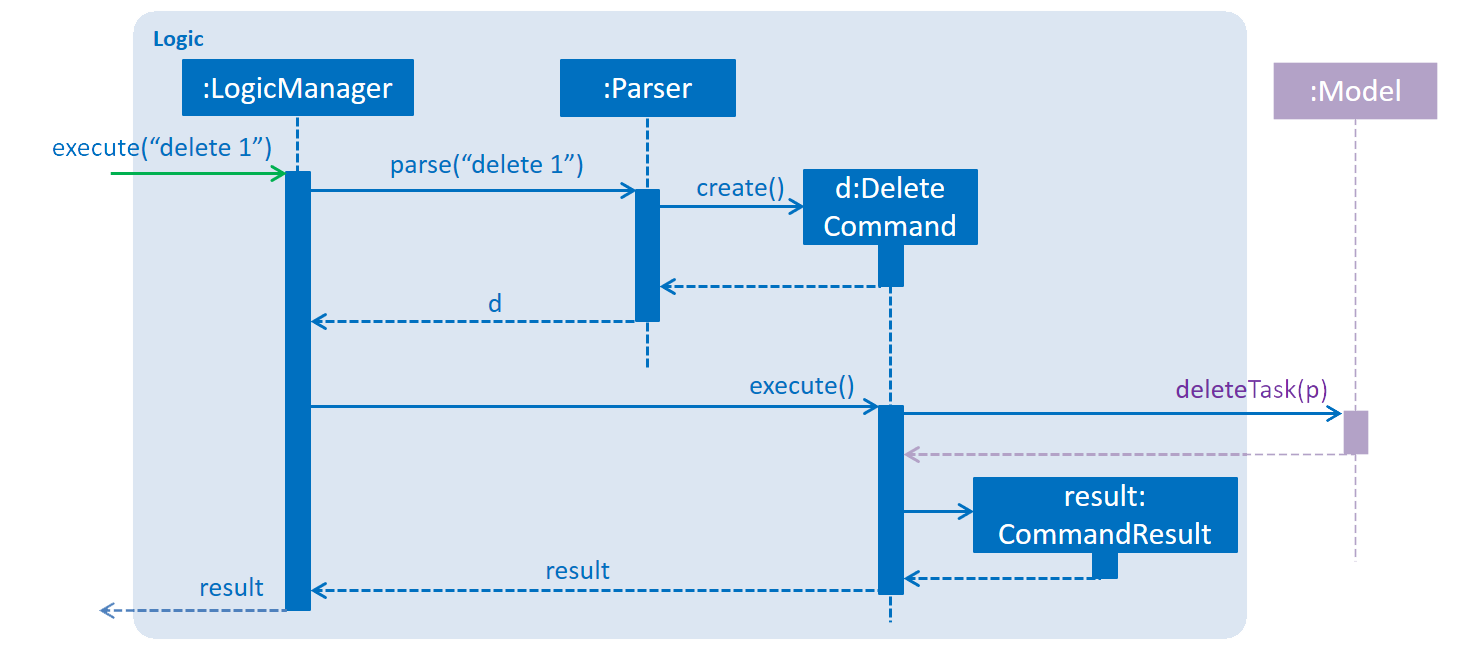 Logic
:LogicManager
:Parser
:Model
execute(“delete 1”)
parse(“delete 1”)
create()
d:Delete
Command
d
execute()
deleteTask(p)
result:
CommandResult
result
result